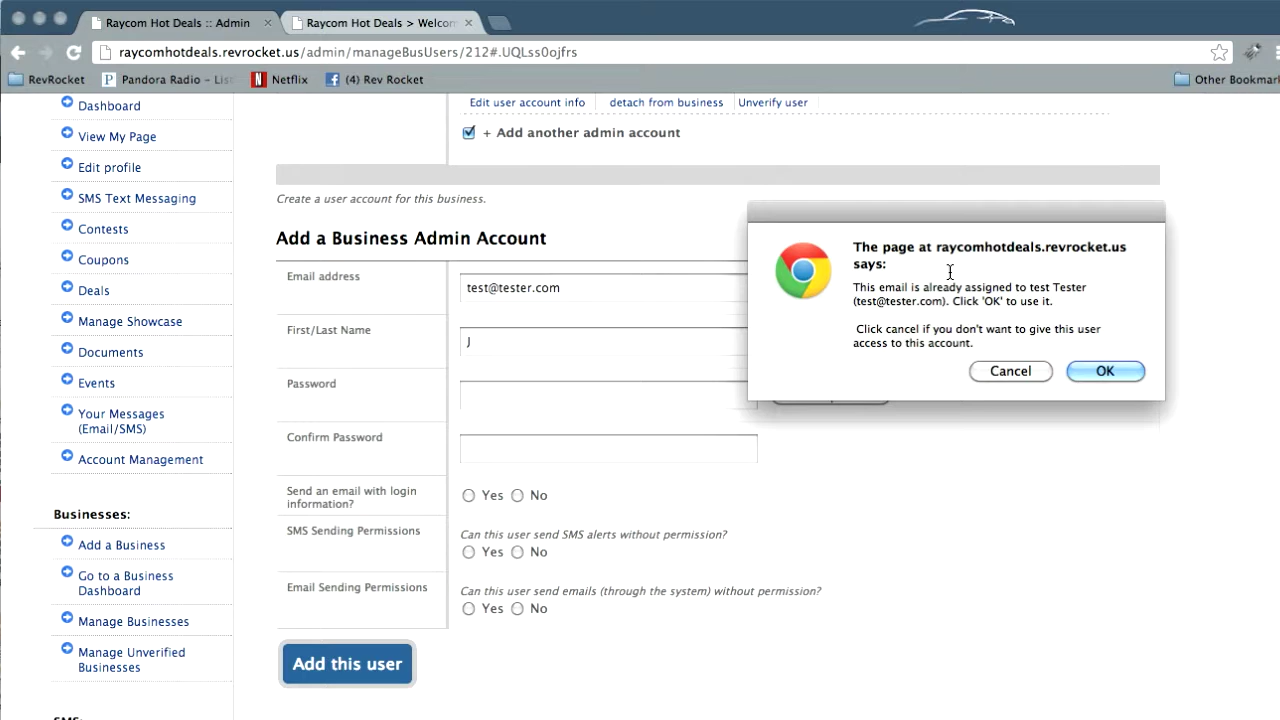 Raycom Hot Deals :: Admin
Raycom Hot Deals > Welcom
raycomhotdeals.revrocket.us/admin/manageBusUsers/212#.UQLss0ojfrs
RevRocket
Pandora Radio – Lis
Netflix
(4) Rev Rocket
Other Bookmar
Dashboard
View My Page
Edit profile
SMS Text Messaging
Contests
Coupons
Deals
Manage Showcase
Documents
Events
Your Messages
(Email/SMS)
Account Management
Businesses:
Add a Business
Go to a Business
Dashboard
Manage Businesses
Manage Unverified
Businesses
SMS:
Edit user account info
detach from business
Unverify user
+ Add another admin account
Create a user account for this business.
Add a Business Admin Account
Email address
test@tester.com
First/Last Name
J
Password
Confirm Password
Send an email with login
information?
Yes No
SMS Sending Permissions
Can this user send SMS alerts without permission?
Yes No
Email Sending Permissions
Can this user send emails (through the system) without permission?
Yes No
Add this user
The page at raycomhotdeals.revrocket.us
says:
This email is already assigned to test Tester
(test@tester.com). Click 'OK' to use it.
Click cancel if you don't want to give this user
access to this account.
Cancel
OK